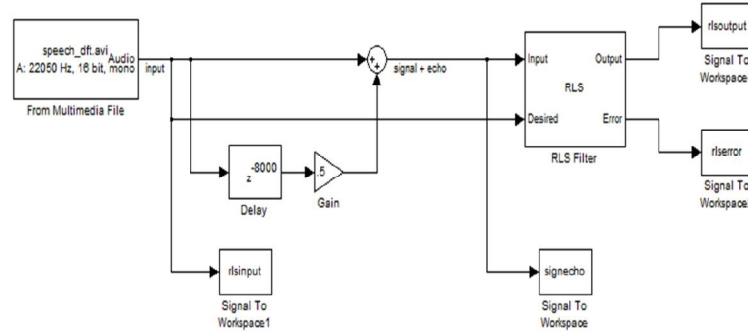 speech_dft.avi
Audio
A: 22050 Hz, 16 bit, mono
input
From Multimedia File
signal + echo
Input
Output
RLS
Desired
Error
RLS Filter
rlsoutput
Signal To
Workspace
rlserror
Signal To
Workspace
-8000
z
Delay
.5
Gain
rlsinput
Signal To
Workspace1
signecho
Signal To
Workspace